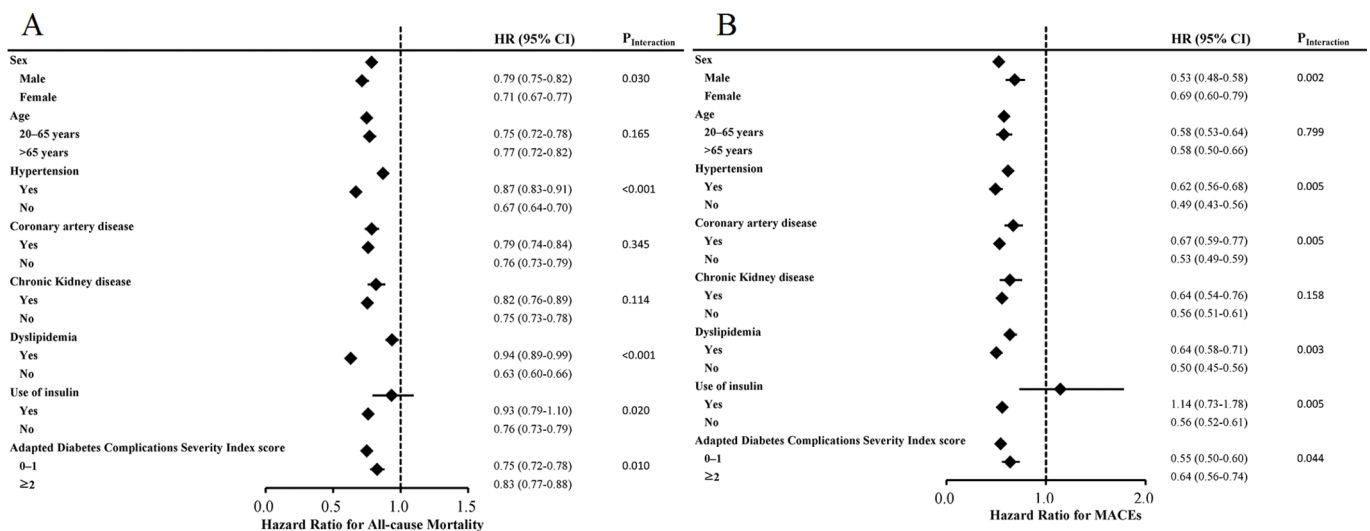 A
HR (95% CI) P Interaction
Sex
Male 0.79 (0.75-0.82) 0.030
Female 0.71 (0.67-0.77)
Age
20–65 years 0.75 (0.72-0.78) 0.165
>65 years 0.77 (0.72-0.82)
Hypertension
Yes 0.87 (0.83-0.91) <0.001
No 0.67 (0.64-0.70)
Coronary artery disease
Yes 0.79 (0.74-0.84) 0.345
No 0.76 (0.73-0.79)
Chronic Kidney disease
Yes 0.82 (0.76-0.89) 0.114
No 0.75 (0.73-0.78)
Dyslipidemia
Yes 0.94 (0.89-0.99) <0.001
No 0.63 (0.60-0.66)
Use of insulin
Yes 0.93 (0.79-1.10) 0.020
No 0.76 (0.73-0.79)
Adapted Diabetes Complications Severity Index score
0–1 0.75 (0.72-0.78) 0.010
≥2 0.83 (0.77-0.88)
0.0 0.5 1.0 1.5
Hazard Ratio for All-cause Mortality
B
HR (95% CI) P Interaction
Sex
Male 0.53 (0.48-0.58) 0.002
Female 0.69 (0.60-0.79)
Age
20–65 years 0.58 (0.53-0.64) 0.799
>65 years 0.58 (0.50-0.66)
Hypertension
Yes 0.62 (0.56-0.68) 0.005
No 0.49 (0.43-0.56)
Coronary artery disease
Yes 0.67 (0.59-0.77) 0.005
No 0.53 (0.49-0.59)
Chronic Kidney disease
Yes 0.64 (0.54-0.76) 0.158
No 0.56 (0.51-0.61)
Dyslipidemia
Yes 0.64 (0.58-0.71) 0.003
No 0.50 (0.45-0.56)
Use of insulin
Yes 1.14 (0.73-1.78) 0.005
No 0.56 (0.52-0.61)
Adapted Diabetes Complications Severity Index score
0–1 0.55 (0.50-0.60) 0.044
≥2 0.64 (0.56-0.74)
0.0 1.0 2.0
Hazard Ratio for MACEs